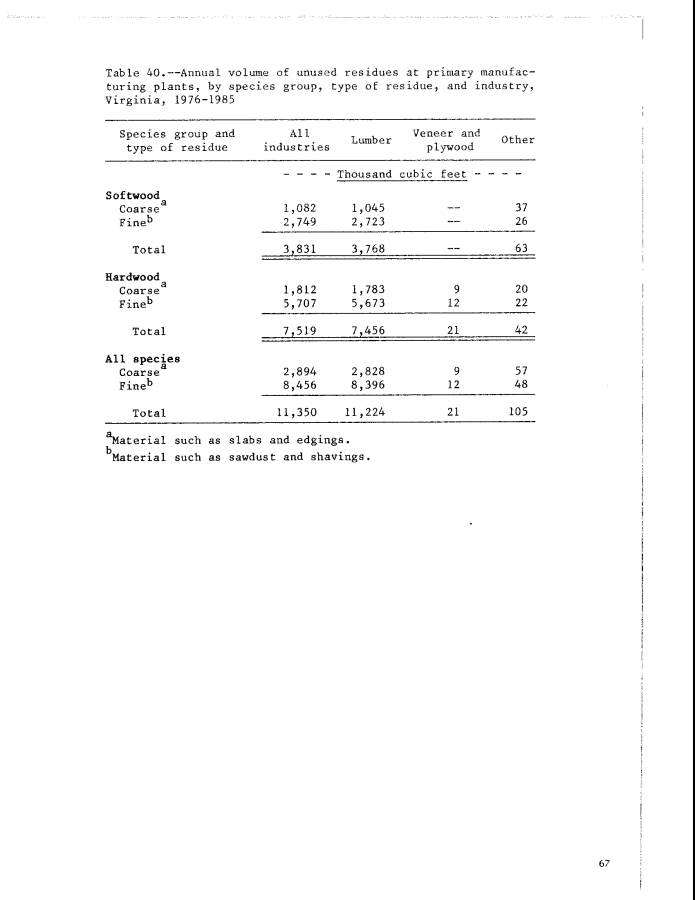 Table 40.--Annual volume of unused residues at primary manufac-
turing plants, by species group, type of residue, and industry,
Virginia, 1976-1985
Species group and type of residue All industries Lumber Veneer and plywood Other
- - - - Thousand cubic feet - - - -
Softwood
Coarse^a 1,082 1,045 -- 37
Fine^b 2,749 2,723 -- 26
Total 3,831 3,768 -- 63
Hardwood
Coarse^a 1,812 1,783 9 20
Fine^b 5,707 5,673 12 22
Total 7,519 7,456 21 42
All species
Coarse^a 2,894 2,828 9 57
Fine^b 8,456 8,396 12 48
Total 11,350 11,224 21 105
^aMaterial such as slabs and edgings.
^bMaterial such as sawdust and shavings.
67